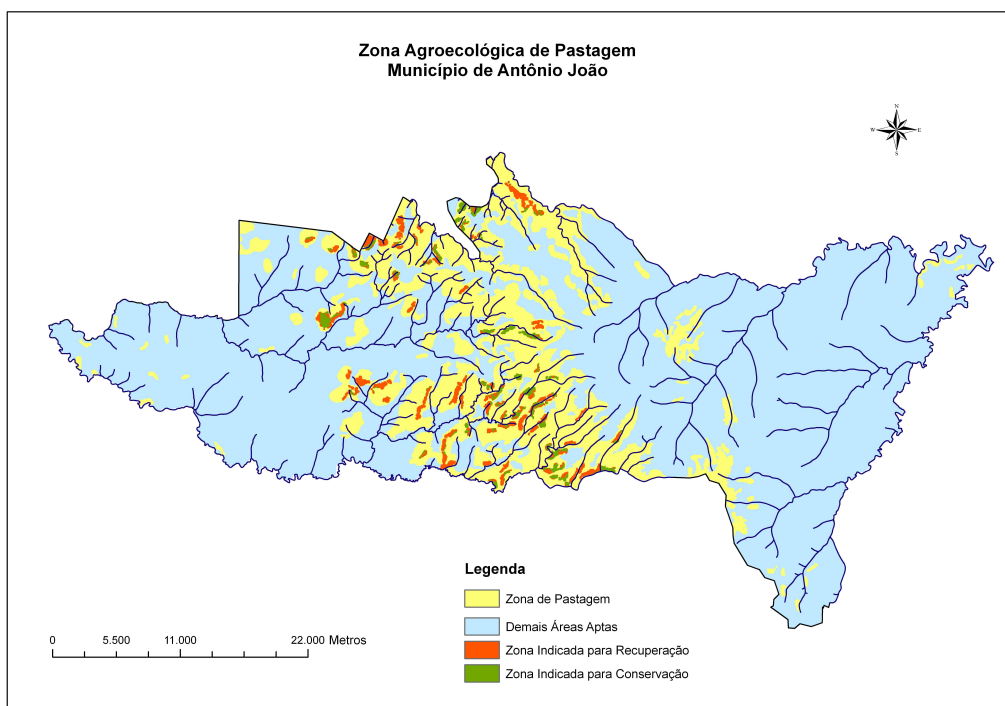 Zona Agroecológica de Pastagem
Município de Antônio João
N
W E
S
Legenda
Zona de Pastagem
Demais Áreas Aptas
Zona Indicada para Recuperação
Zona Indicada para Conservação
0 5.500 11.000 22.000 Metros